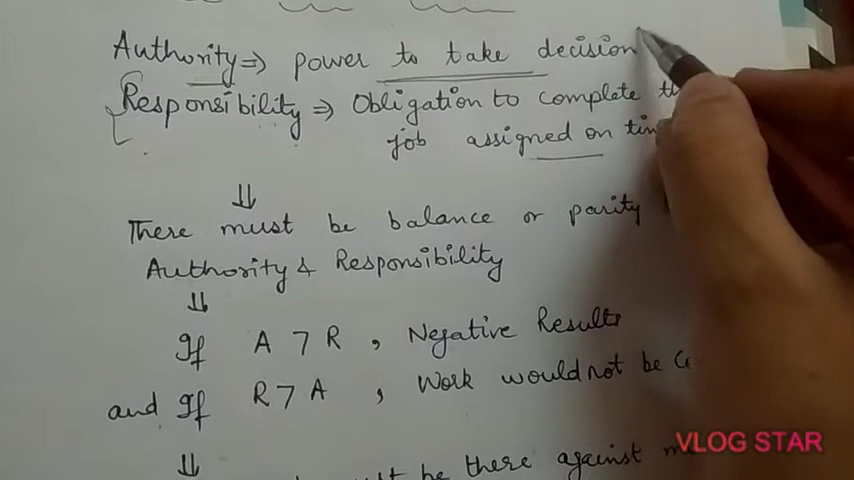 Authority ⇒ power to take decision
Responsibility ⇒ Obligation to complete
job assigned on
⇓
There must be balance or parity
Authority & Responsibility
⇓
If A > R , Negative Results
and If R > A , Work would not be
⇓
be there against
VLOG STAR